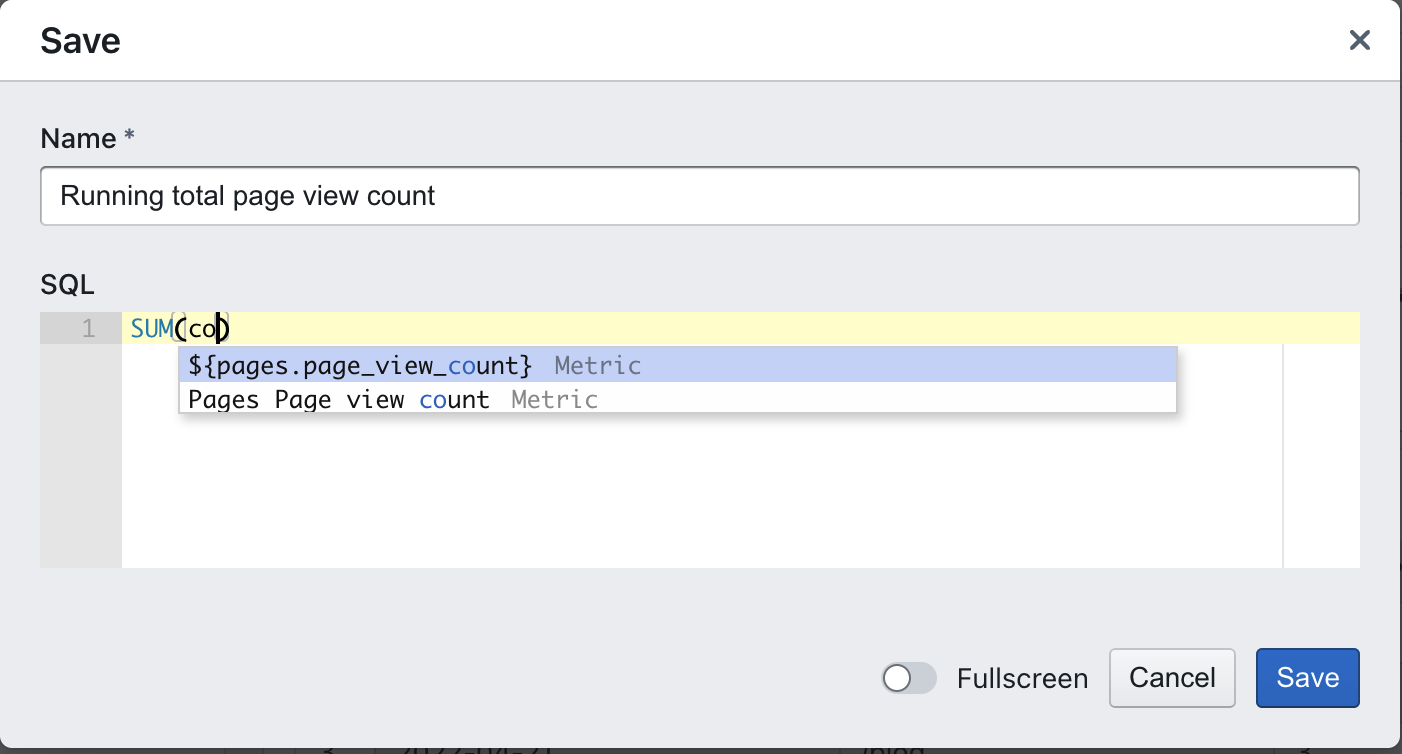 Save
Name *
Running total page view count
SQL
1 SUM(co)
${pages.page_view_count} Metric
Pages Page view count Metric
Fullscreen Cancel Save